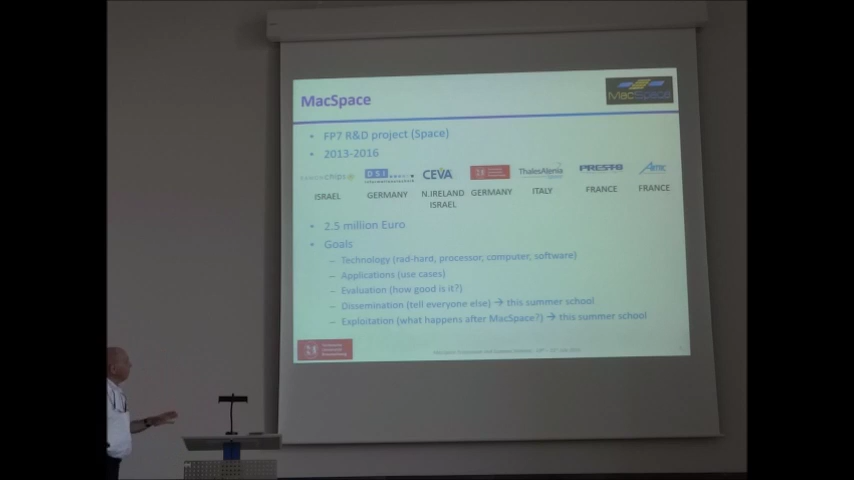 MacSpace
MacSpace
• FP7 R&D project (Space)
• 2013-2016
CEVA
ThalesAlenia
PRESTO
ISRAEL
GERMANY
N.IRELAND
ISRAEL
GERMANY
ITALY
FRANCE
FRANCE
• 2.5 million Euro
• Goals
– Technology (rad-hard, processor, computer, software)
– Applications (use cases)
– Evaluation (how good is it?)
– Dissemination (tell everyone else) → this summer school
– Exploitation (what happens after MacSpace?) → this summer school